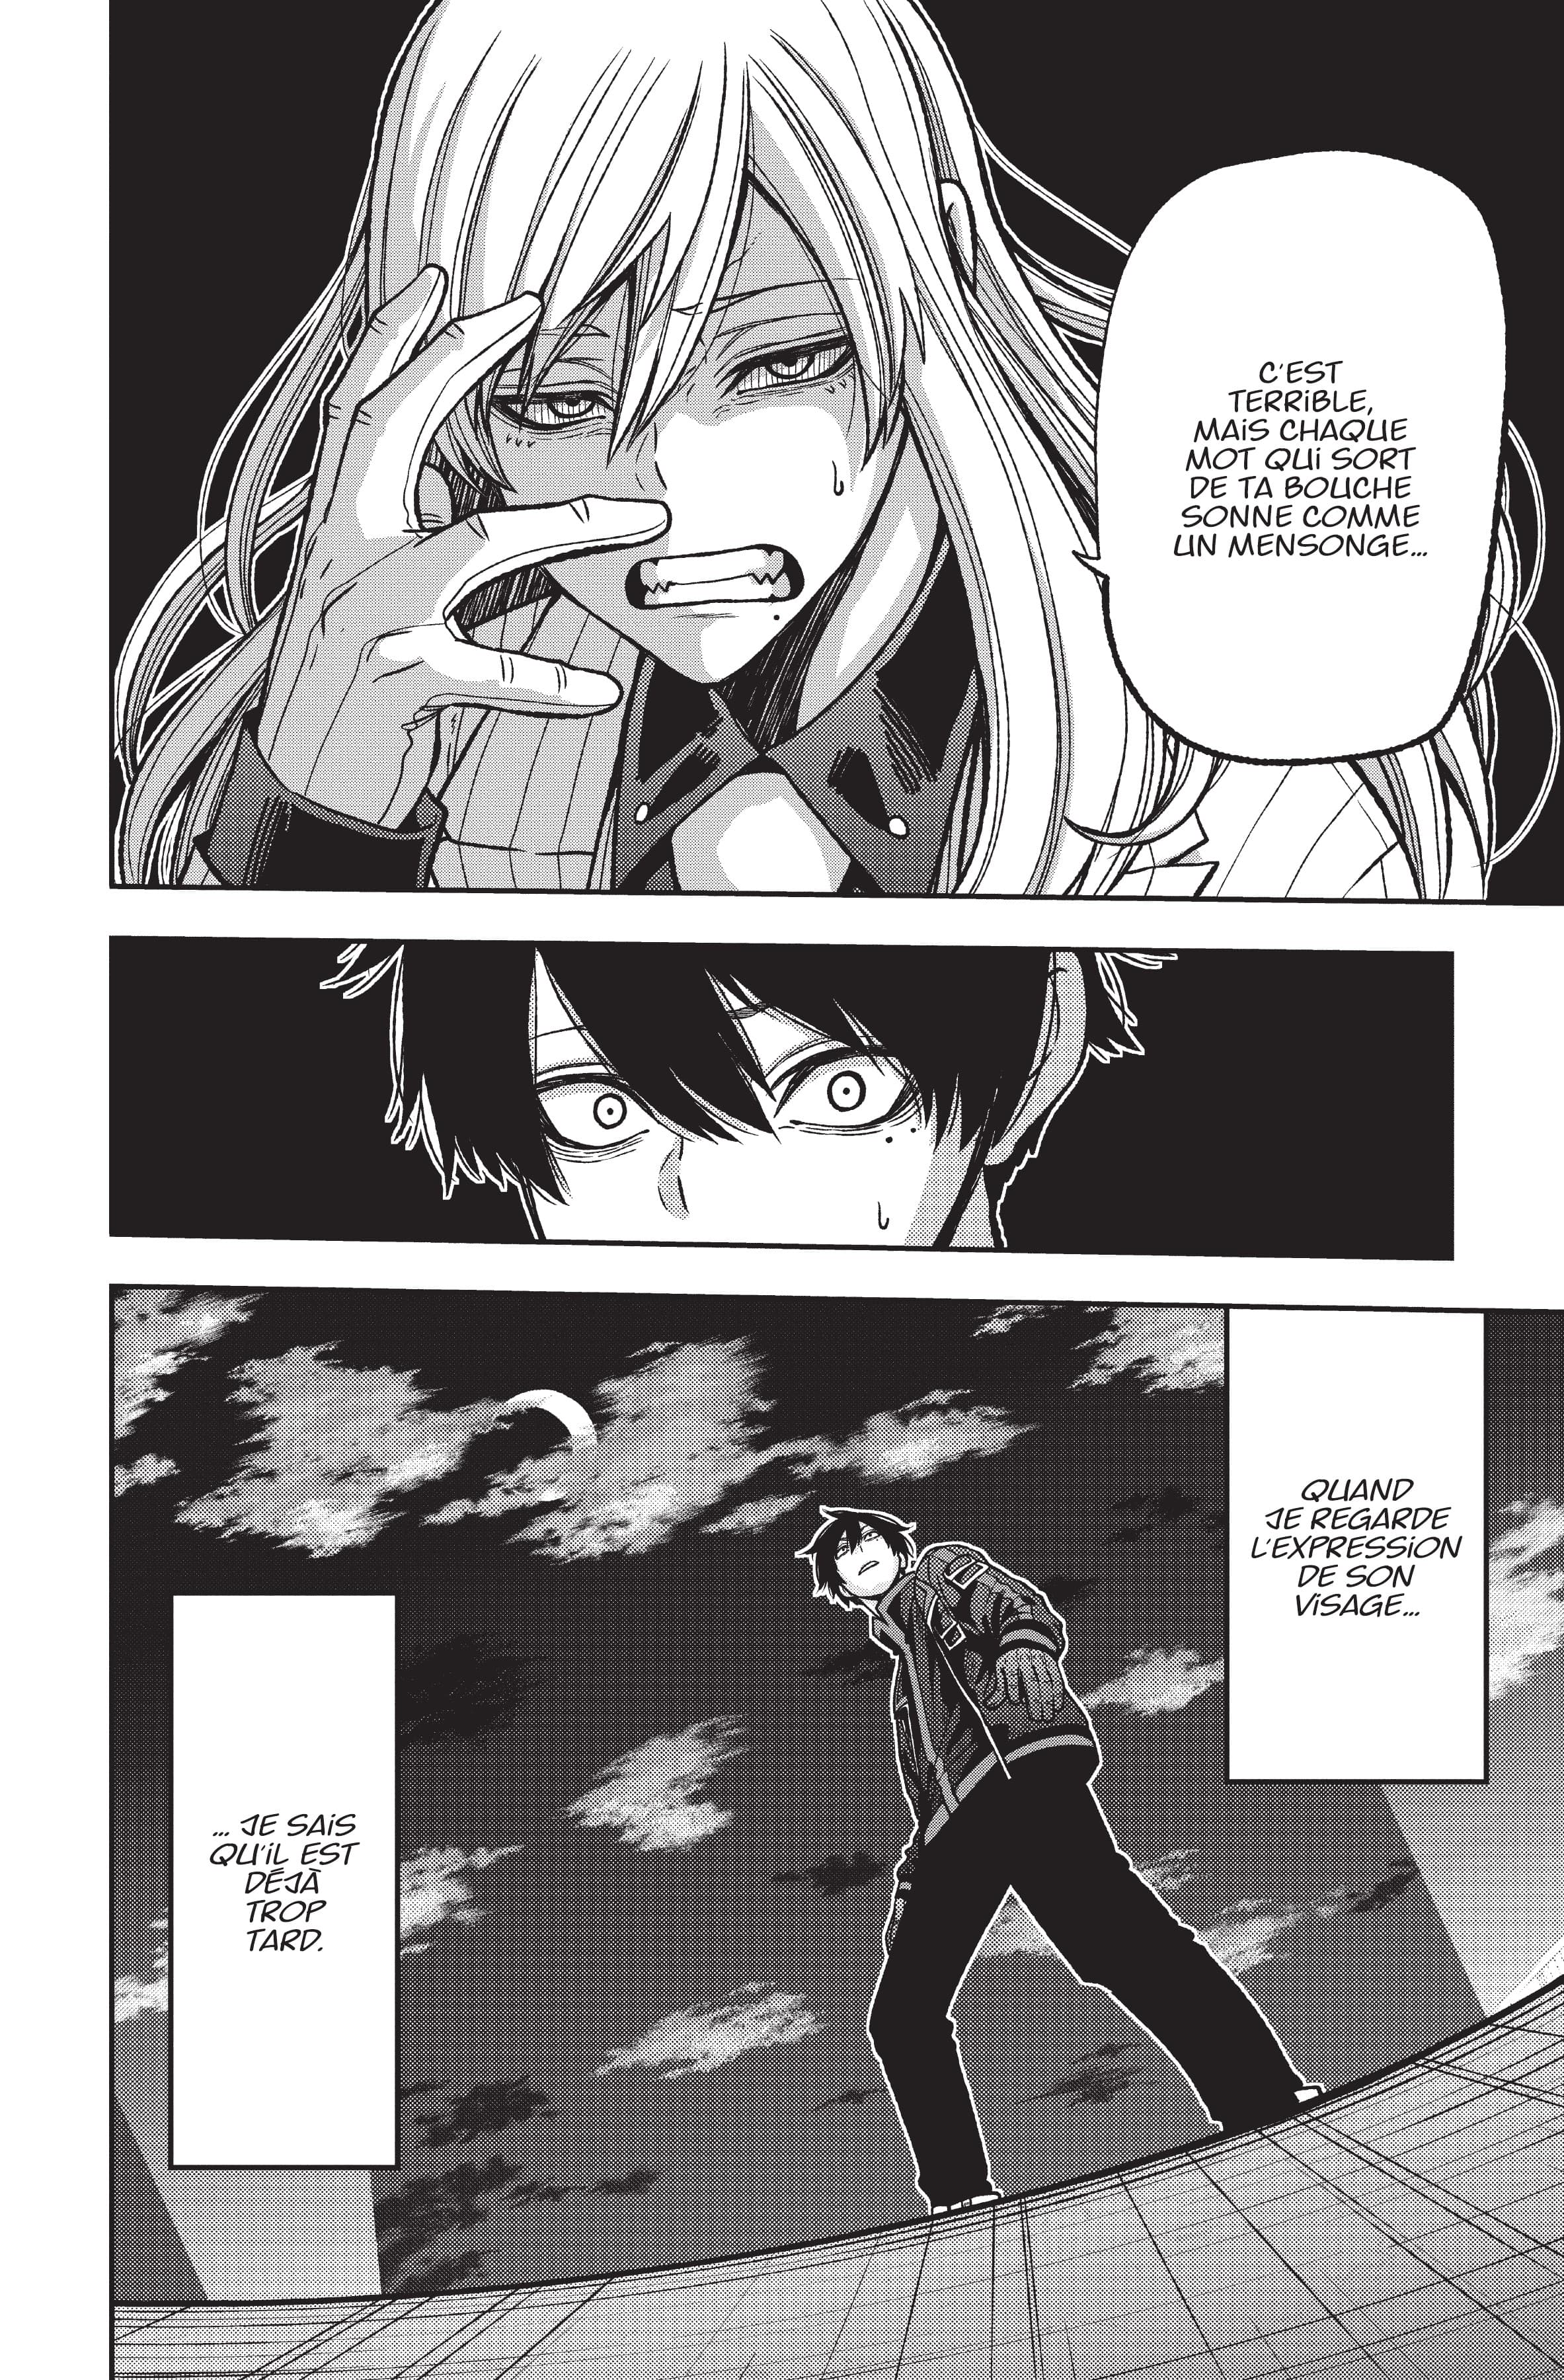 C'EST
TERRIBLE,
MAIS CHAQUE
MOT QUI SORT
DE TA BOUCHE
SONNE COMME
UN MENSONGE...
QUAND
JE REGARDE
L'EXPRESSION
DE SON
VISAGE...
... JE SAIS
QU'IL EST
DÉJÀ
TROP
TARD.